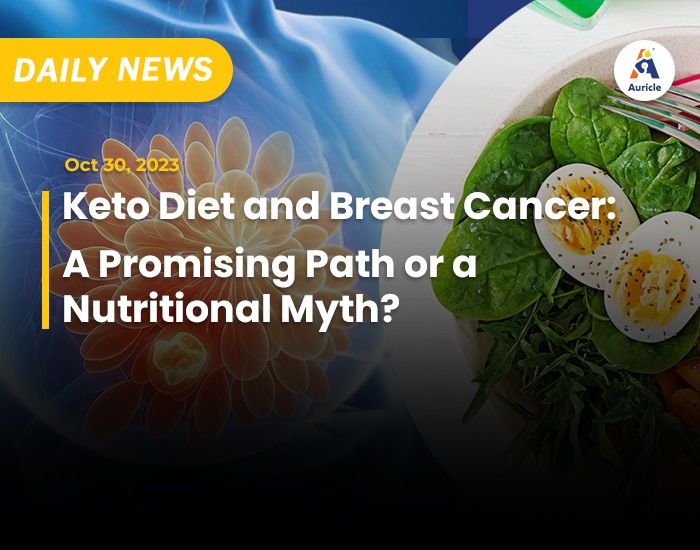 DAILY NEWS
Auricle
Oct 30, 2023
Keto Diet and Breast Cancer:
A Promising Path or a
Nutritional Myth?